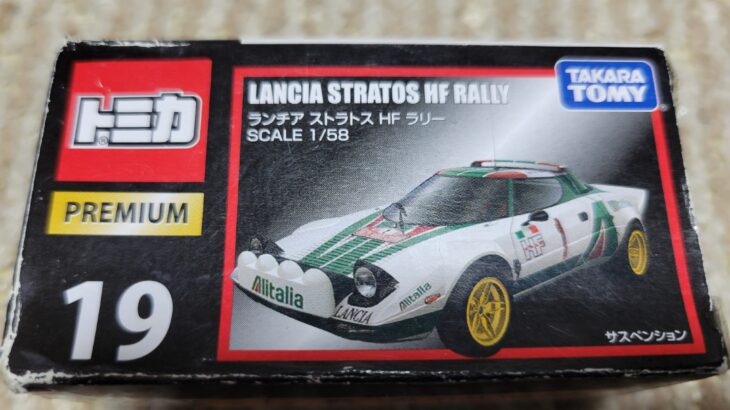 トミカ
PREMIUM
19
LANCIA STRATOS HF RALLY
ランチア ストラトス HF ラリー
SCALE 1/58
TAKARA
TOMY
HF
Alitalia
LANCIA
Alitalia
サスペンション